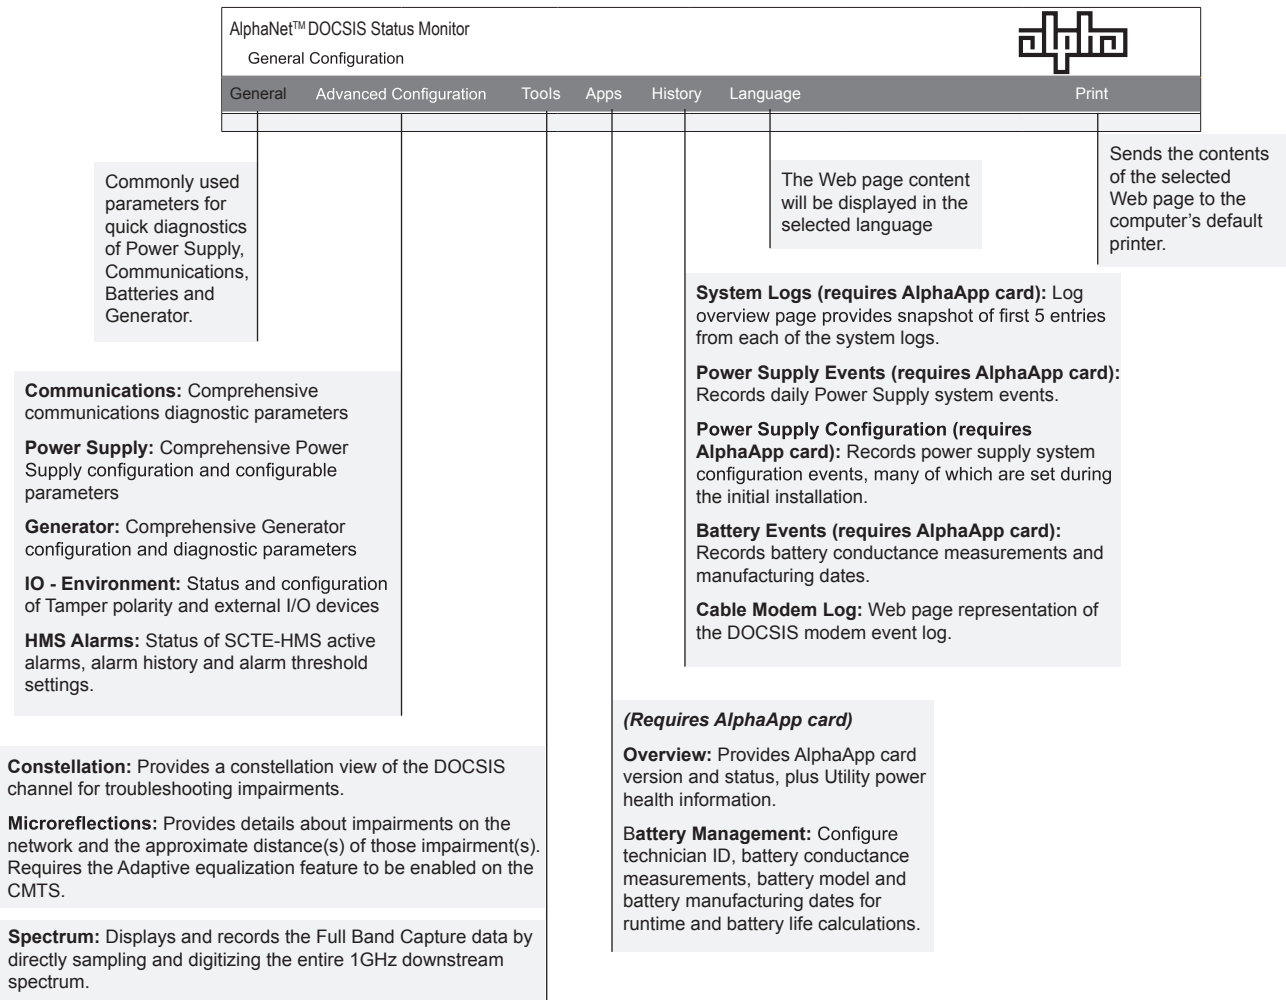 AlphaNet™ DOCSIS Status Monitor
General Configuration
alpha
General Advanced Configuration Tools Apps History Language Print
Commonly used
parameters for
quick diagnostics
of Power Supply,
Communications,
Batteries and
Generator.
The Web page content
will be displayed in the
selected language
Sends the contents
of the selected
Web page to the
computer's default
printer.
System Logs (requires AlphaApp card): Log
overview page provides snapshot of first 5 entries
from each of the system logs.
Power Supply Events (requires AlphaApp card):
Records daily Power Supply system events.
Power Supply Configuration (requires
AlphaApp card): Records power supply system
configuration events, many of which are set during
the initial installation.
Battery Events (requires AlphaApp card):
Records battery conductance measurements and
manufacturing dates.
Cable Modem Log: Web page representation of
the DOCSIS modem event log.
Communications: Comprehensive
communications diagnostic parameters
Power Supply: Comprehensive Power
Supply configuration and configurable
parameters
Generator: Comprehensive Generator
configuration and diagnostic parameters
IO - Environment: Status and configuration
of Tamper polarity and external I/O devices
HMS Alarms: Status of SCTE-HMS active
alarms, alarm history and alarm threshold
settings.
(Requires AlphaApp card)
Overview: Provides AlphaApp card
version and status, plus Utility power
health information.
Battery Management: Configure
technician ID, battery conductance
measurements, battery model and
battery manufacturing dates for
runtime and battery life calculations.
Constellation: Provides a constellation view of the DOCSIS
channel for troubleshooting impairments.
Microreflections: Provides details about impairments on the
network and the approximate distance(s) of those impairment(s).
Requires the Adaptive equalization feature to be enabled on the
CMTS.
Spectrum: Displays and records the Full Band Capture data by
directly sampling and digitizing the entire 1GHz downstream
spectrum.